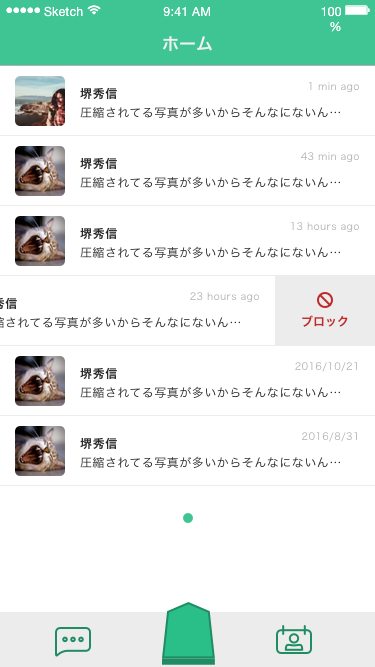 Sketch 9:41 AM 100
%
ホーム
1 min ago
堺秀信
圧縮されてる写真が多いからそんなにないん…
43 min ago
堺秀信
圧縮されてる写真が多いからそんなにないん…
13 hours ago
堺秀信
圧縮されてる写真が多いからそんなにないん…
23 hours ago
秀信
されてる写真が多いからそんなにないん…
ブロック
2016/10/21
堺秀信
圧縮されてる写真が多いからそんなにないん…
2016/8/31
堺秀信
圧縮されてる写真が多いからそんなにないん…